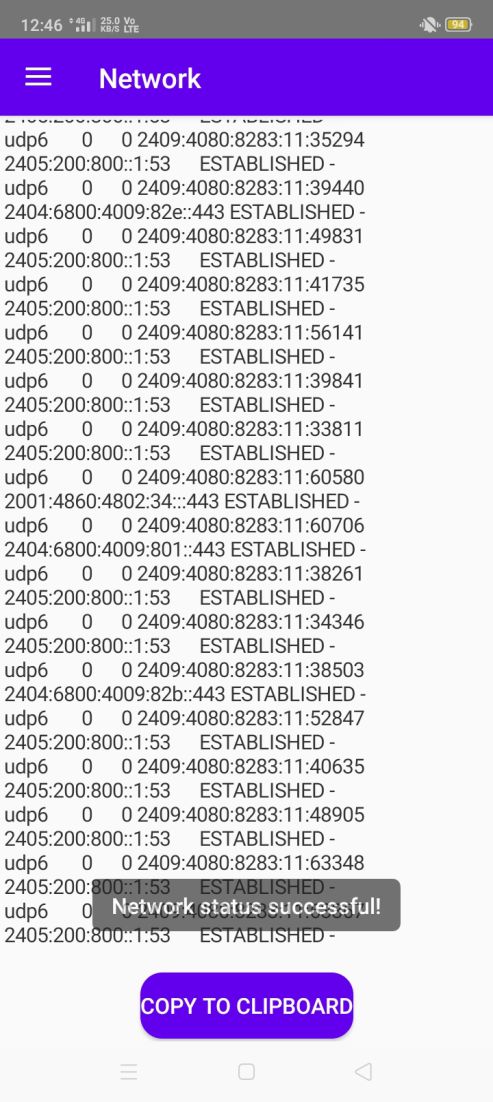 12:46 4G 25.0 KB/S Vo LTE 94
Network
udp6 0 0 2409:4080:8283:11:35294
2405:200:800::1:53 ESTABLISHED -
udp6 0 0 2409:4080:8283:11:39440
2404:6800:4009:82e::443 ESTABLISHED -
udp6 0 0 2409:4080:8283:11:49831
2405:200:800::1:53 ESTABLISHED -
udp6 0 0 2409:4080:8283:11:41735
2405:200:800::1:53 ESTABLISHED -
udp6 0 0 2409:4080:8283:11:56141
2405:200:800::1:53 ESTABLISHED -
udp6 0 0 2409:4080:8283:11:39841
2405:200:800::1:53 ESTABLISHED -
udp6 0 0 2409:4080:8283:11:33811
2405:200:800::1:53 ESTABLISHED -
udp6 0 0 2409:4080:8283:11:60580
2001:4860:4802:34:::443 ESTABLISHED -
udp6 0 0 2409:4080:8283:11:60706
2404:6800:4009:801::443 ESTABLISHED -
udp6 0 0 2409:4080:8283:11:38261
2405:200:800::1:53 ESTABLISHED -
udp6 0 0 2409:4080:8283:11:34346
2405:200:800::1:53 ESTABLISHED -
udp6 0 0 2409:4080:8283:11:38503
2404:6800:4009:82b::443 ESTABLISHED -
udp6 0 0 2409:4080:8283:11:52847
2405:200:800::1:53 ESTABLISHED -
udp6 0 0 2409:4080:8283:11:40635
2405:200:800::1:53 ESTABLISHED -
udp6 0 0 2409:4080:8283:11:48905
2405:200:800::1:53 ESTABLISHED -
udp6 0 0 2409:4080:8283:11:63348
2405:200:800::1:53 ESTABLISHED -
Network status successful!
udp6 0
2405:200:800::1:53 ESTABLISHED -
COPY TO CLIPBOARD